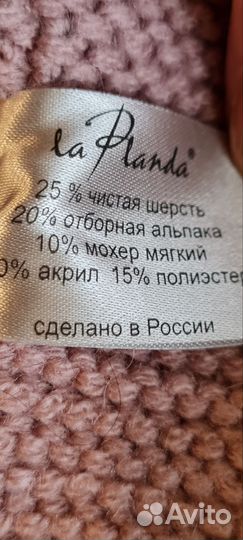 la Planda®
25 % чистая шерсть
20% отборная альпака
10% мохер мягкий
0% акрил 15% полиэстер
сделано в России
Avito